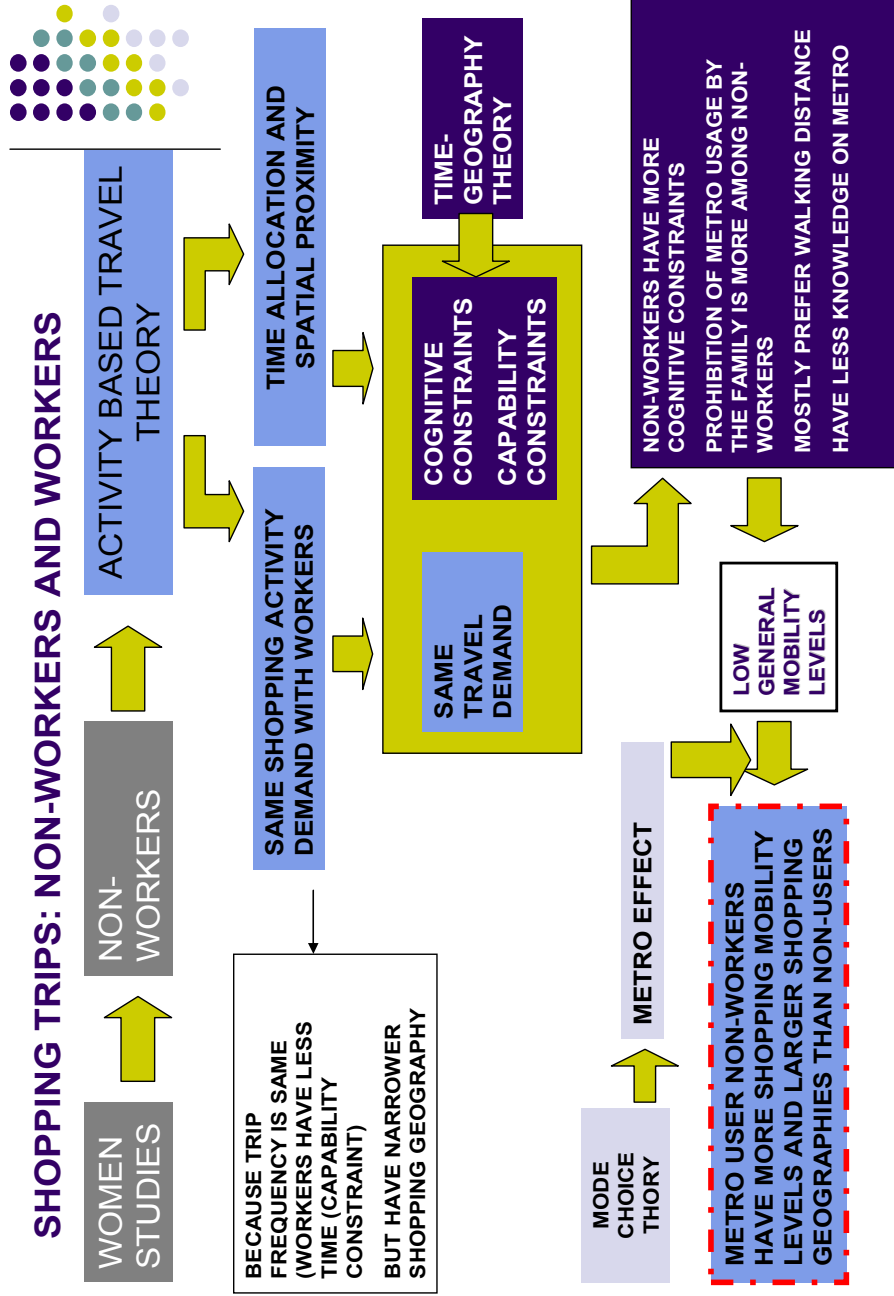 SHOPPING TRIPS: NON-WORKERS AND WORKERS
WOMEN
STUDIES
NON-
WORKERS
ACTIVITY BASED TRAVEL
THEORY
BECAUSE TRIP
FREQUENCY IS SAME
(WORKERS HAVE LESS
TIME (CAPABILITY
CONSTRAINT)
BUT HAVE NARROWER
SHOPPING GEOGRAPHY
SAME SHOPPING ACTIVITY
DEMAND WITH WORKERS
TIME ALLOCATION AND
SPATIAL PROXIMITY
SAME
TRAVEL
DEMAND
COGNITIVE
CONSTRAINTS
CAPABILITY
CONSTRAINTS
TIME-
GEOGRAPHY
THEORY
MODE
CHOICE
THORY
METRO EFFECT
METRO USER NON-WORKERS
HAVE MORE SHOPPING MOBILITY
LEVELS AND LARGER SHOPPING
GEOGRAPHIES THAN NON-USERS
LOW
GENERAL
MOBILITY
LEVELS
NON-WORKERS HAVE MORE
COGNITIVE CONSTRAINTS
PROHIBITION OF METRO USAGE BY
THE FAMILY IS MORE AMONG NON-
WORKERS
MOSTLY PREFER WALKING DISTANCE
HAVE LESS KNOWLEDGE ON METRO